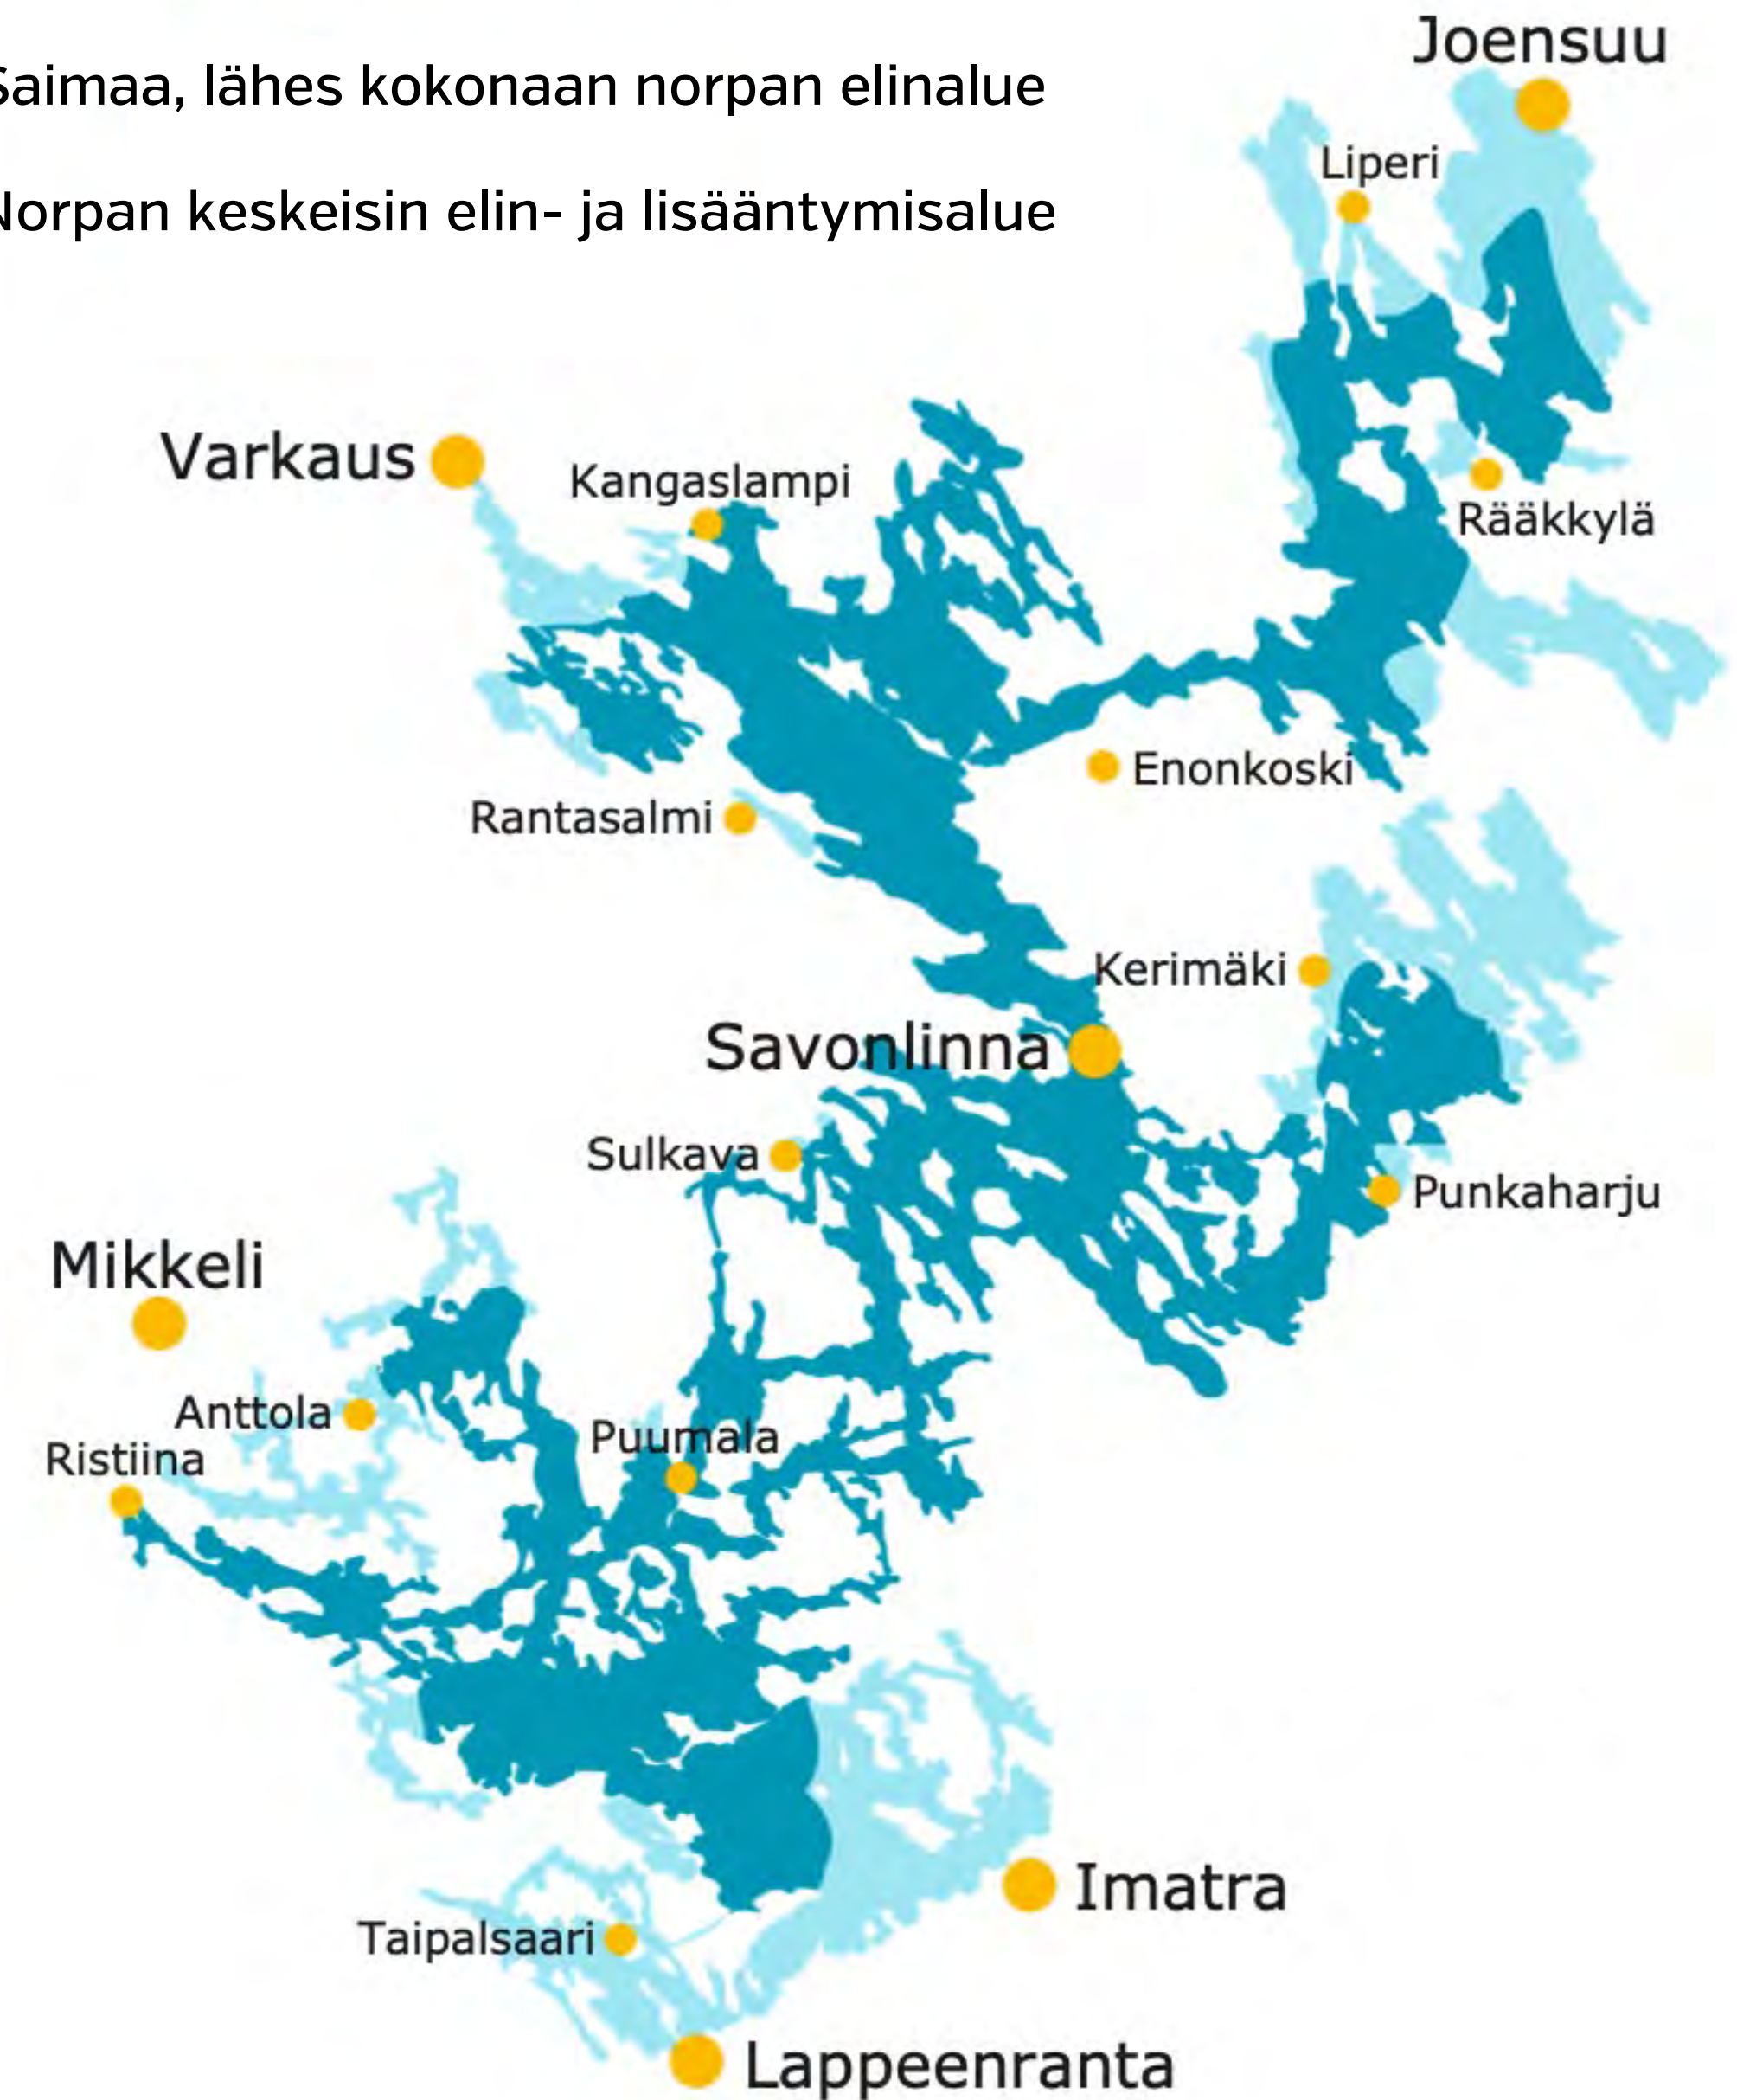 Joensuu
Saimaa, lähes kokonaan norpan elinalue
Liperi
Norpan keskeisin elin- ja lisääntymisalue
Varkaus
Kangaslampi
Rääkkylä
Enonkoski
Rantasalmi
Kerimäki
Savonlinna
Sulkava
Punkaharju
Mikkeli
Anttola
Puumala
Ristiina
Imatra
Taipalsaari
Lappeenranta